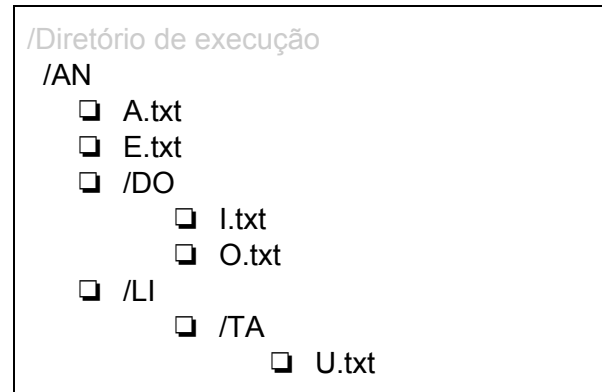 /Diretório de execução
/AN
❏ A.txt
❏ E.txt
❏ /DO
❏ I.txt
❏ O.txt
❏ /LI
❏ /TA
❏ U.txt